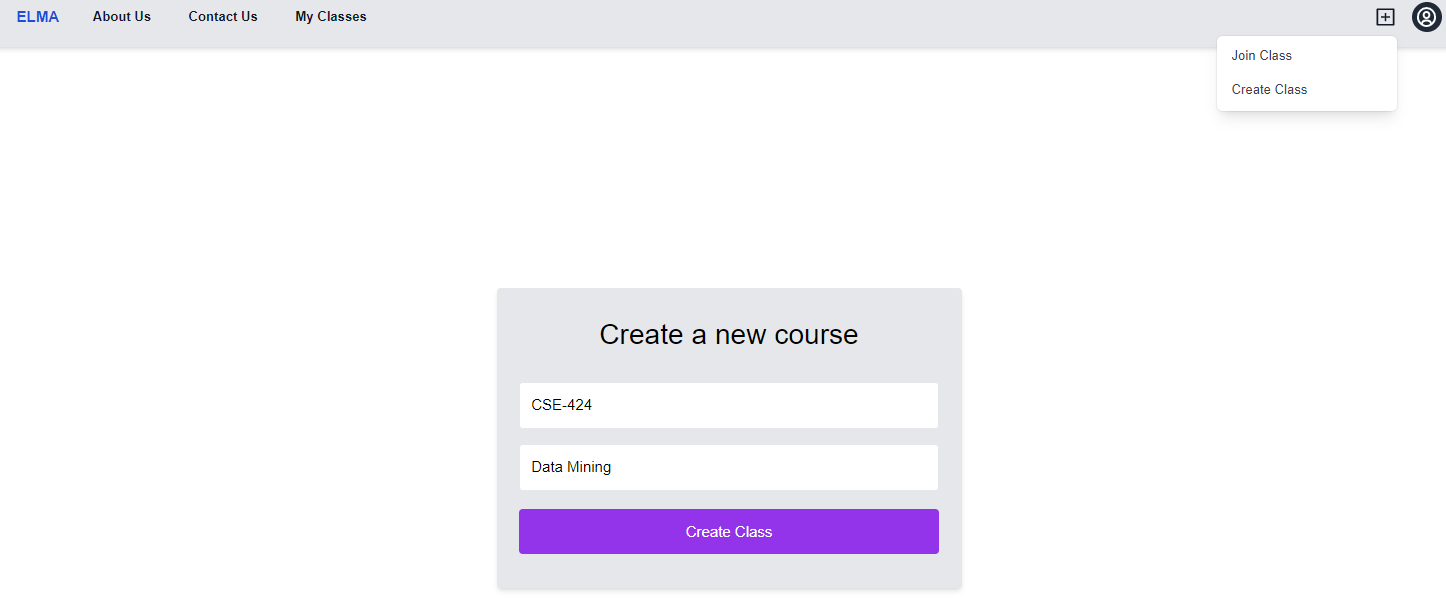 ELMA About Us Contact Us My Classes
Join Class
Create Class
Create a new course
CSE-424
Data Mining
Create Class